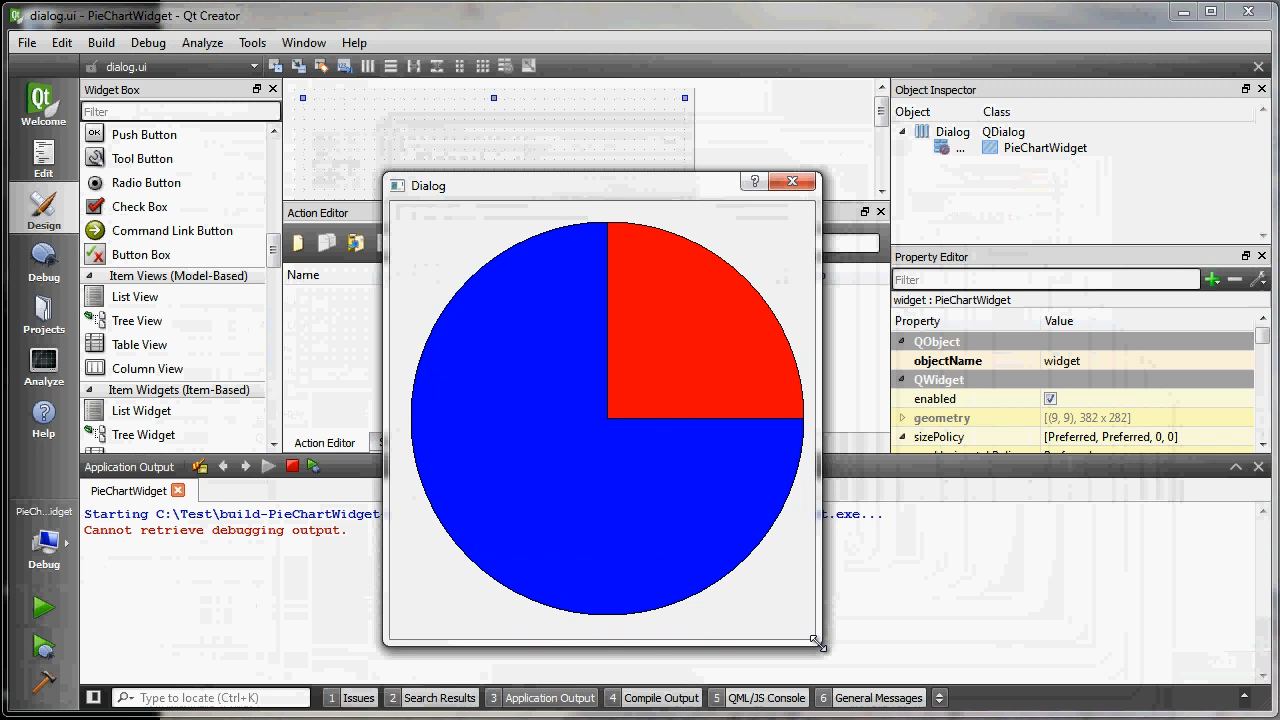 dialog.ui - PieChartWidget - Qt Creator
File Edit Build Debug Analyze Tools Window Help
dialog.ui
Welcome
Edit
Design
Debug
Projects
Analyze
Help
PieCh...idget
Debug
Widget Box
Filter
OK Push Button
Tool Button
Radio Button
Check Box
Command Link Button
Button Box
Item Views (Model-Based)
List View
Tree View
Table View
Column View
Item Widgets (Item-Based)
List Widget
Tree Widget
Action Editor
Name
Action Editor
Dialog
Object Inspector
Object Class
Dialog QDialog
... PieChartWidget
Property Editor
Filter
widget : PieChartWidget
Property Value
QObject
objectName widget
QWidget
enabled
geometry [(9, 9), 382 x 282]
sizePolicy [Preferred, Preferred, 0, 0]
Application Output
PieChartWidget
Starting C:\Test\build-PieChartWidget t.exe...
Cannot retrieve debugging output.
Type to locate (Ctrl+K) 1 Issues 2 Search Results 3 Application Output 4 Compile Output 5 QML/JS Console 6 General Messages